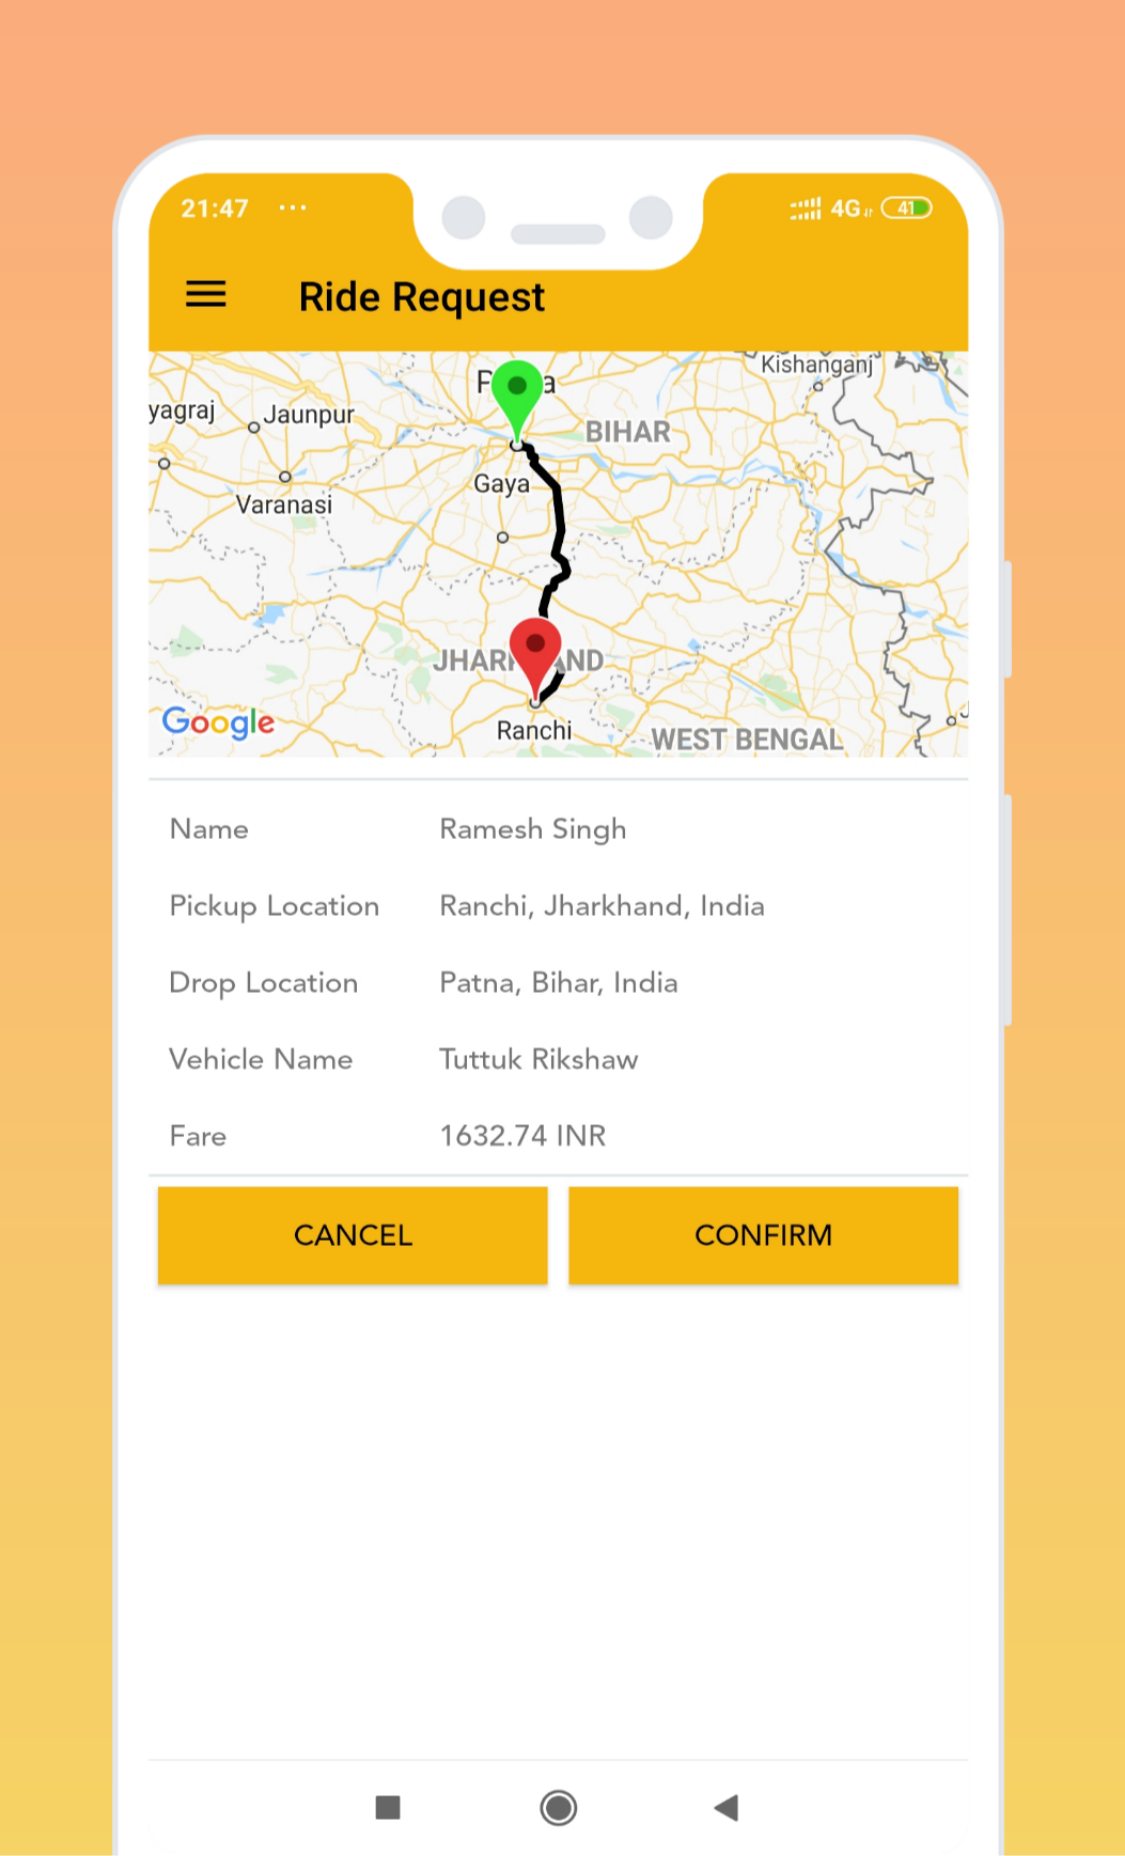 21:47 ... 4G 41
Ride Request
Kishanganj
yagraj
Jaunpur
BIHAR
Gaya
Varanasi
Google
Ranchi
WEST BENGAL
Name Ramesh Singh
Pickup Location Ranchi, Jharkhand, India
Drop Location Patna, Bihar, India
Vehicle Name Tuttuk Rikshaw
Fare 1632.74 INR
CANCEL CONFIRM